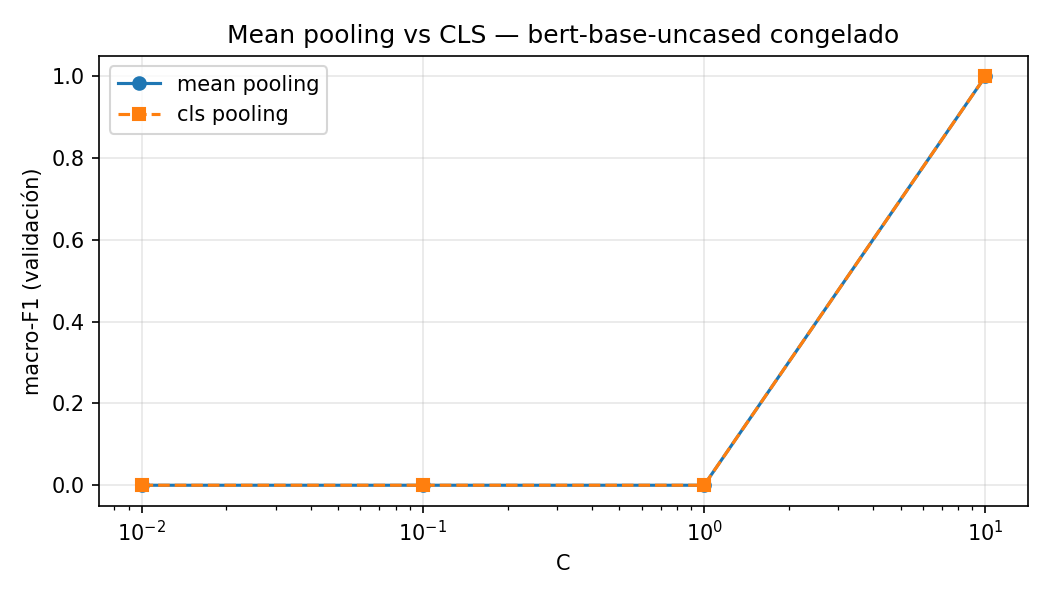 Mean pooling vs CLS — bert-base-uncased congelado
mean pooling
cls pooling
macro-F1 (validación)
1.0
0.8
0.6
0.4
0.2
0.0
10⁻² 10⁻¹ 10⁰ 10¹
C